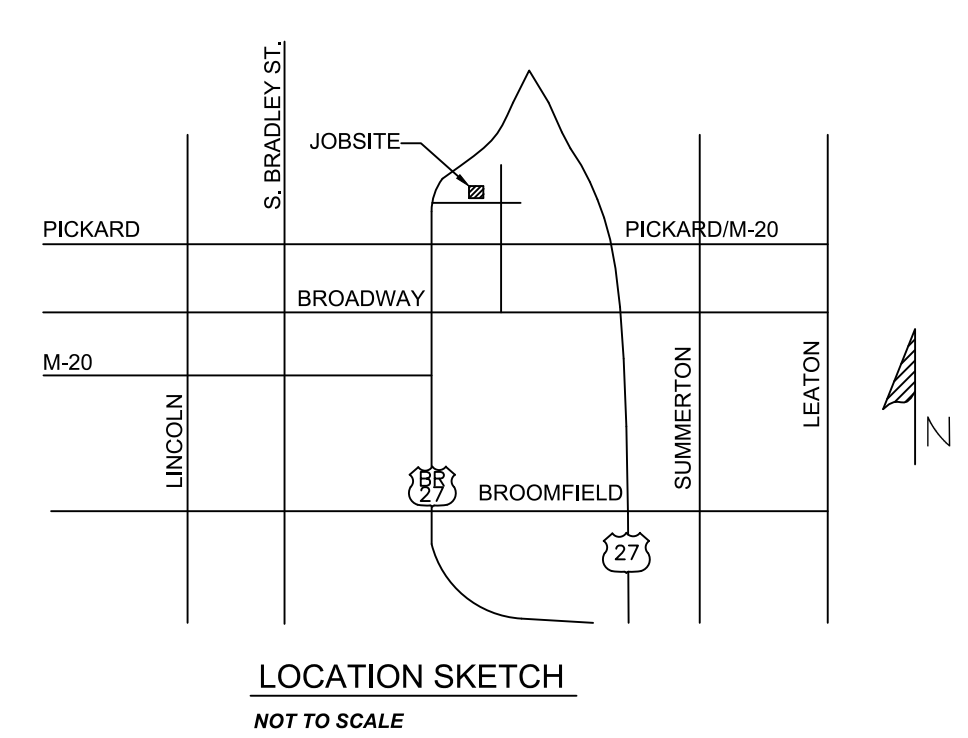 S. BRADLEY ST.
JOBSITE
PICKARD
PICKARD/M-20
BROADWAY
M-20
LINCOLN
SUMMERTON
LEATON
N
BR
27
BROOMFIELD
27
LOCATION SKETCH
NOT TO SCALE